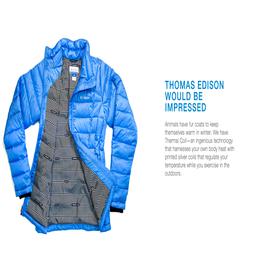 THOMAS EDISON
WOULD BE
IMPRESSED
Animals have fur coats to keep
themselves warm in winter. We have
Thermal Coil—an ingenious technology
that harnesses your own body heat with
printed silver coils that regulate your
temperature while you exercise in the
outdoors.